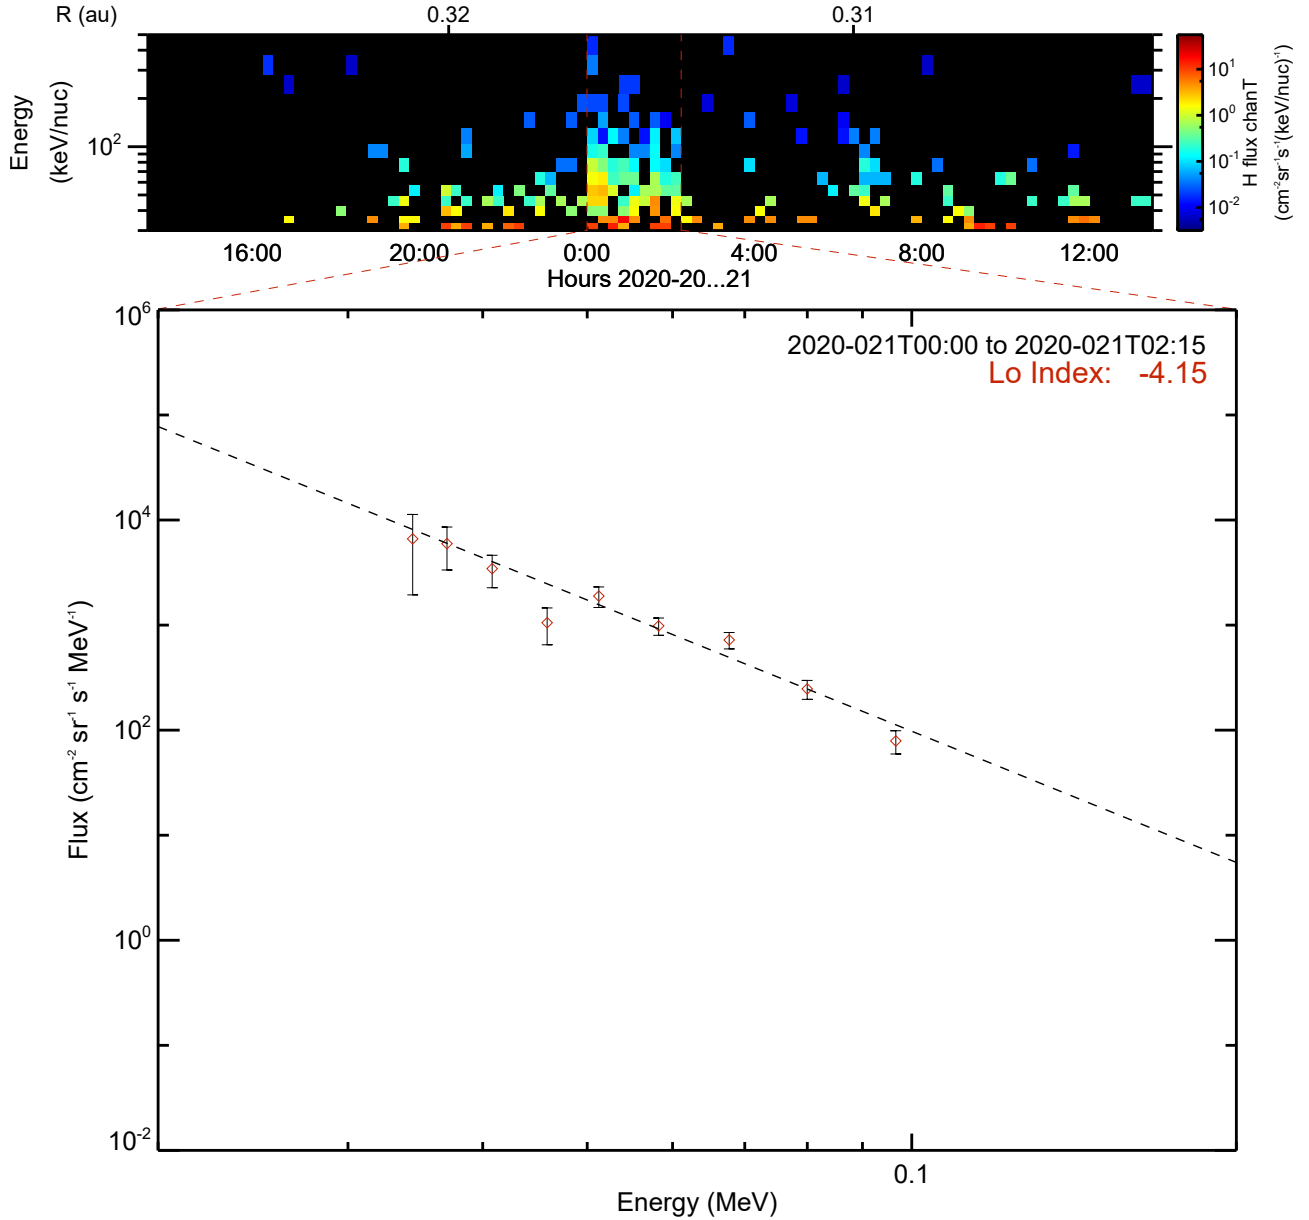 R (au)
0.32
0.31
Energy
(keV/nuc)
10²
10¹
10⁰
10⁻¹
10⁻²
H flux chanT
(cm⁻²sr⁻¹s⁻¹(keV/nuc)⁻¹)
16:00 20:00 0:00 4:00 8:00 12:00
Hours 2020-20...21
2020-021T00:00 to 2020-021T02:15
Lo Index: -4.15
Flux (cm⁻² sr⁻¹ s⁻¹ MeV⁻¹)
10⁶
10⁴
10²
10⁰
10⁻²
0.1
Energy (MeV)